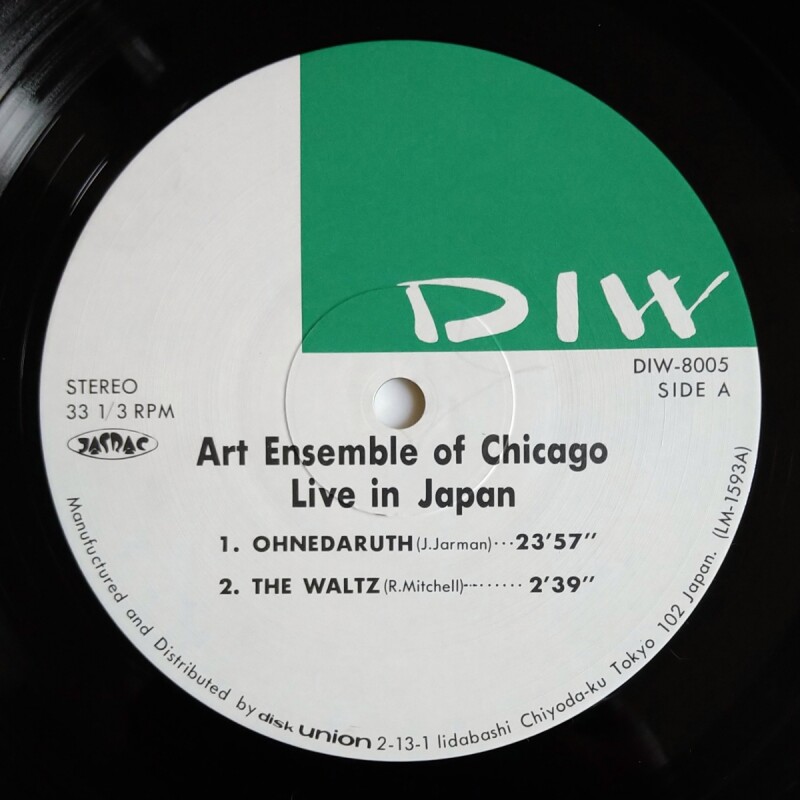 DIW
DIW-8005
SIDE A
STEREO
33 1/3 RPM
JASRAC
Art Ensemble of Chicago
Live in Japan
1. OHNEDARUTH (J.Jarman)···23'57"
2. THE WALTZ (R.Mitchell)········ 2'39"
Manufuctured and Distributed by disk union 2-13-1 Iidabashi Chiyoda-ku Tokyo 102 Japan. (LM-1593A)